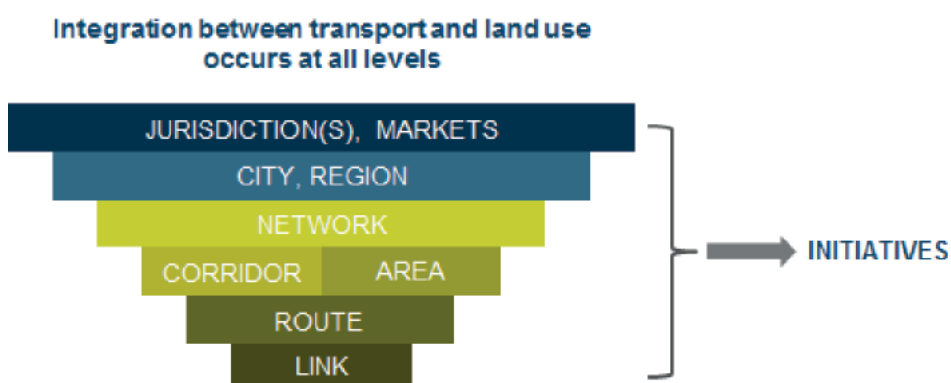 Integration between transport and land use
occurs at all levels
JURISDICTION(S), MARKETS
CITY, REGION
NETWORK
CORRIDOR AREA
INITIATIVES
ROUTE
LINK